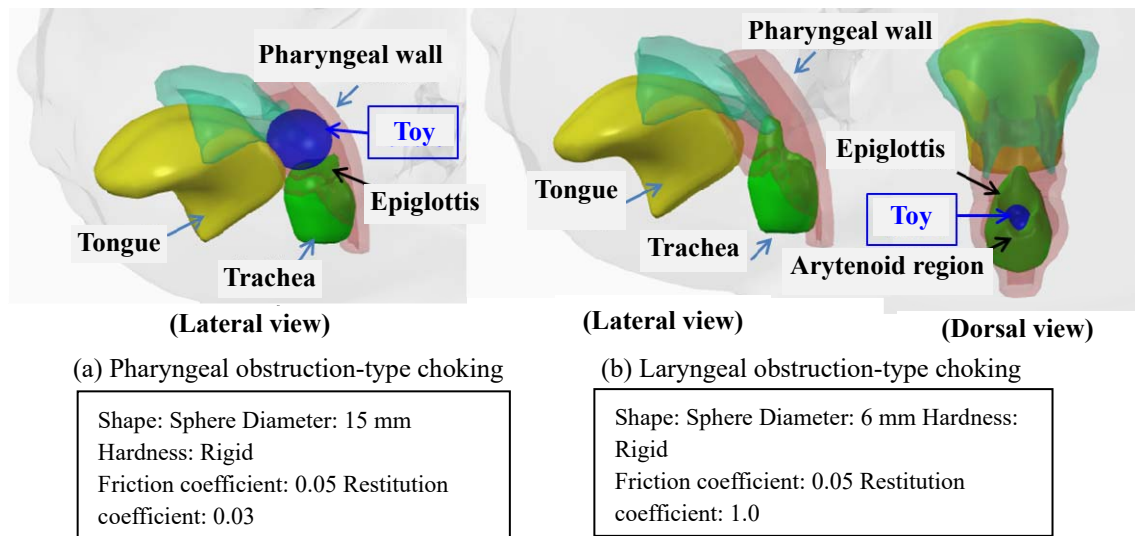 Pharyngeal wall
Toy
Epiglottis
Tongue
Trachea
(Lateral view)
(a) Pharyngeal obstruction-type choking
Shape: Sphere Diameter: 15 mm
Hardness: Rigid
Friction coefficient: 0.05 Restitution
coefficient: 0.03
Pharyngeal wall
Tongue
Trachea
(Lateral view)
Epiglottis
Toy
Arytenoid region
(Dorsal view)
(b) Laryngeal obstruction-type choking
Shape: Sphere Diameter: 6 mm Hardness:
Rigid
Friction coefficient: 0.05 Restitution
coefficient: 1.0